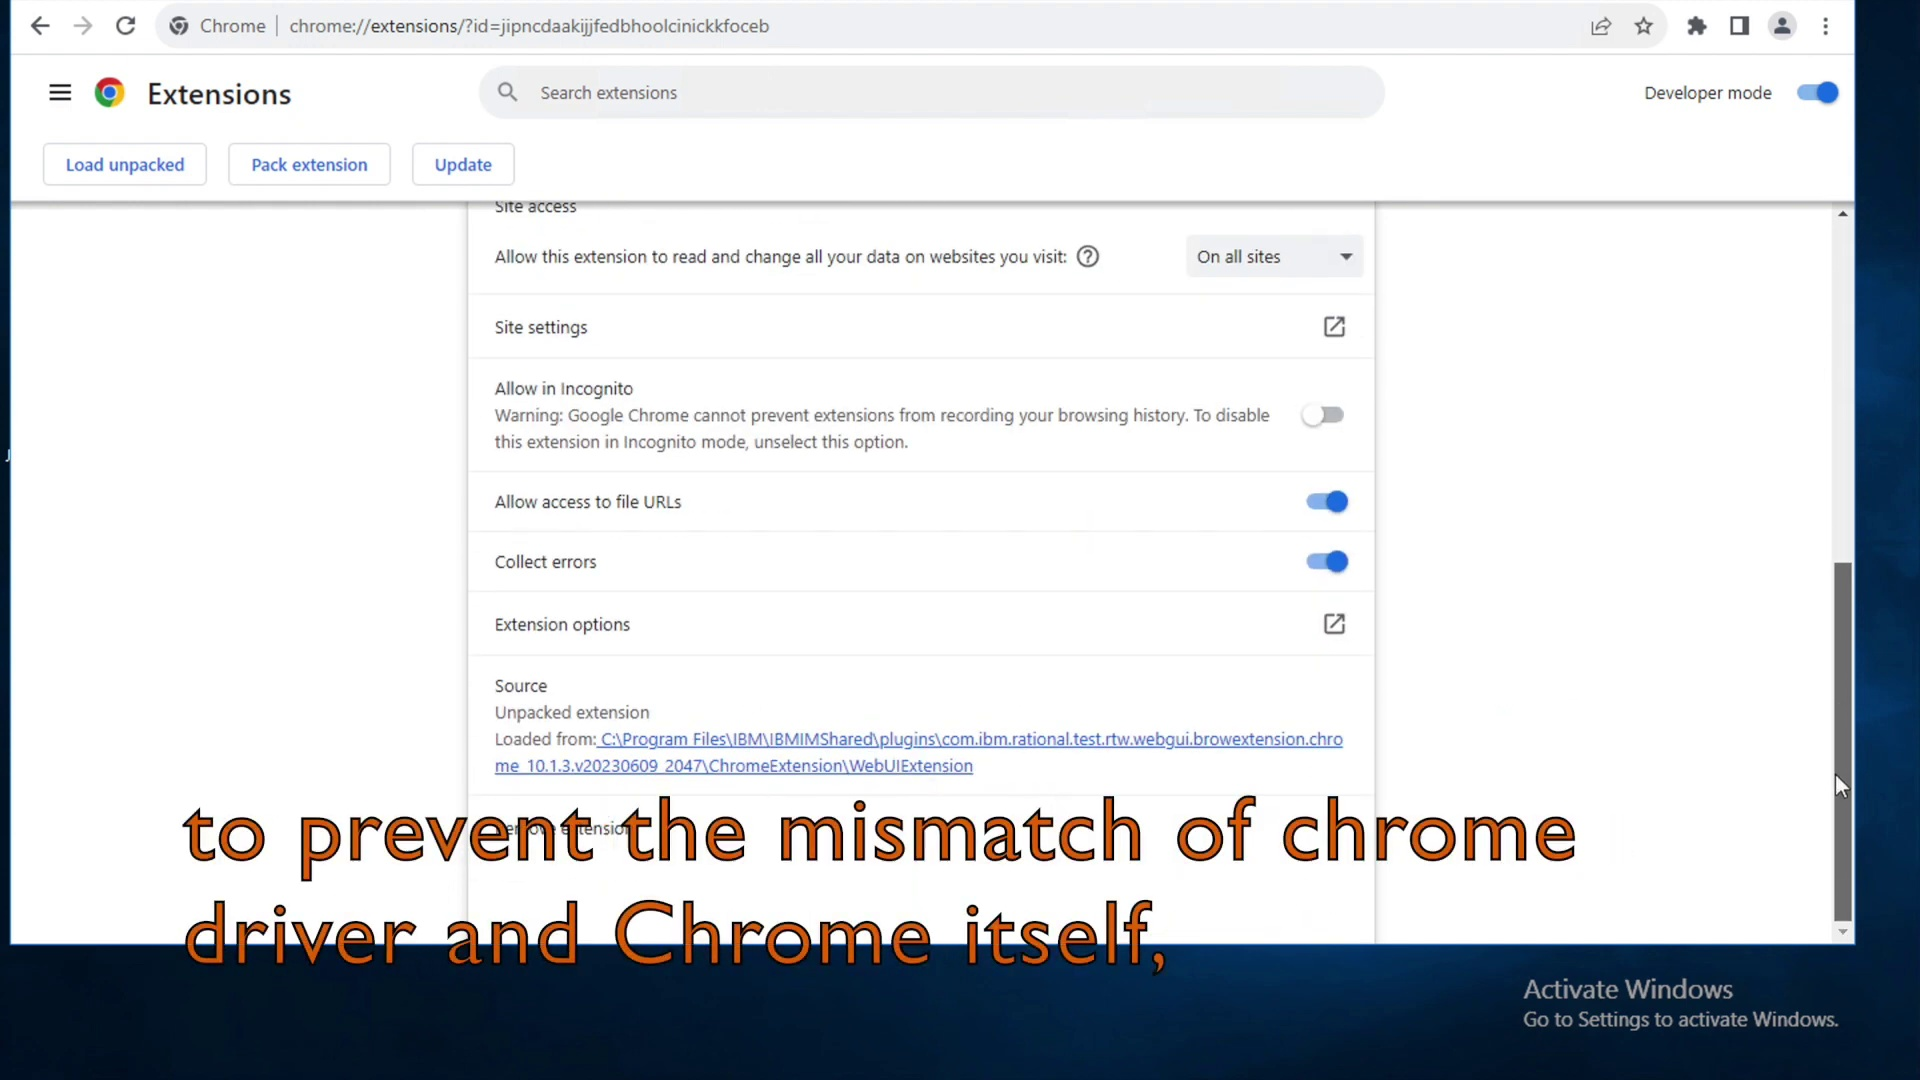 Chrome
chrome://extensions/?id=jipncdaakijjfedbhoolcinickkfoceb
Extensions
Search extensions
Developer mode
Load unpacked
Pack extension
Update
Site access
Allow this extension to read and change all your data on websites you visit:
On all sites
Site settings
Allow in Incognito
Warning: Google Chrome cannot prevent extensions from recording your browsing history. To disable
this extension in Incognito mode, unselect this option.
Allow access to file URLs
Collect errors
Extension options
Source
Unpacked extension
Loaded from: C:\Program Files\IBM\IBMIMShared\plugins\com.ibm.rational.test.rtw.webgui.browextension.chro
me_10.1.3.v20230609_2047\ChromeExtension\WebUIExtension
Remove extension
to prevent the mismatch of chrome
driver and Chrome itself,
Activate Windows
Go to Settings to activate Windows.